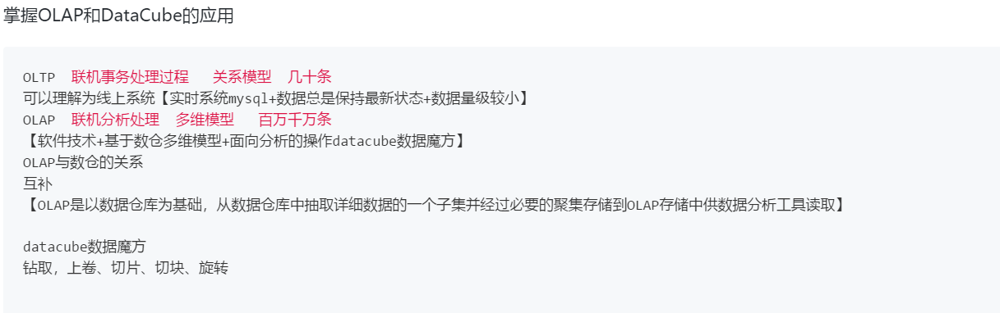 掌握OLAP和DataCube的应用
OLTP 联机事务处理过程 关系模型 几十条
可以理解为线上系统【实时系统mysql+数据总是保持最新状态+数据量级较小】
OLAP 联机分析处理 多维模型 百万千万条
【软件技术+基于数仓多维模型+面向分析的操作datacube数据魔方】
OLAP与数仓的关系
互补
【OLAP是以数据仓库为基础，从数据仓库中抽取详细数据的一个子集并经过必要的聚集存储到OLAP存储中供数据分析工具读取】
datacube数据魔方
钻取，上卷、切片、切块、旋转